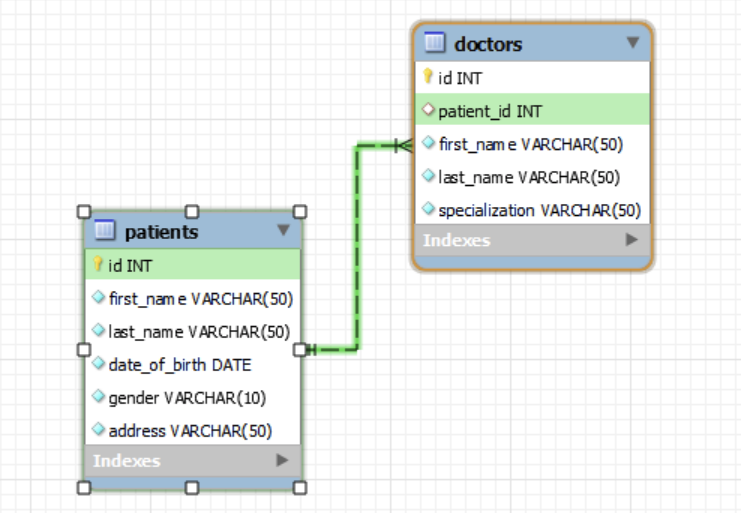 doctors
id INT
patient_id INT
first_name VARCHAR(50)
last_name VARCHAR(50)
specialization VARCHAR(50)
Indexes
patients
id INT
first_name VARCHAR(50)
last_name VARCHAR(50)
date_of_birth DATE
gender VARCHAR(10)
address VARCHAR(50)
Indexes